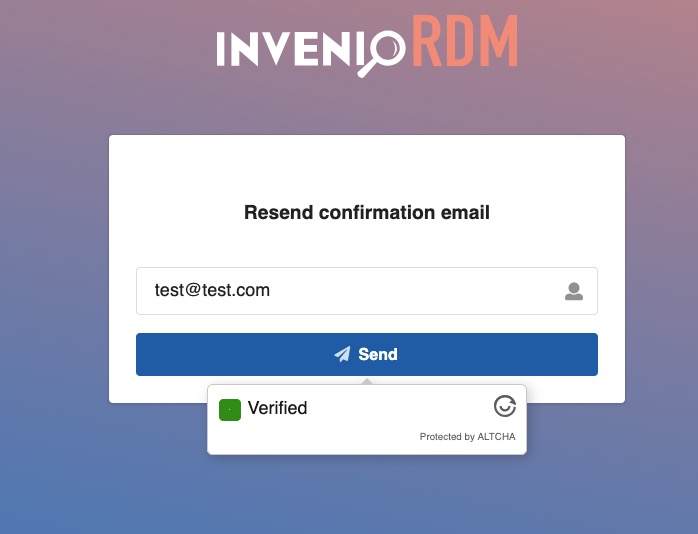 INVENIO RDM
Resend confirmation email
test@test.com
Send
Verified
Protected by ALTCHA